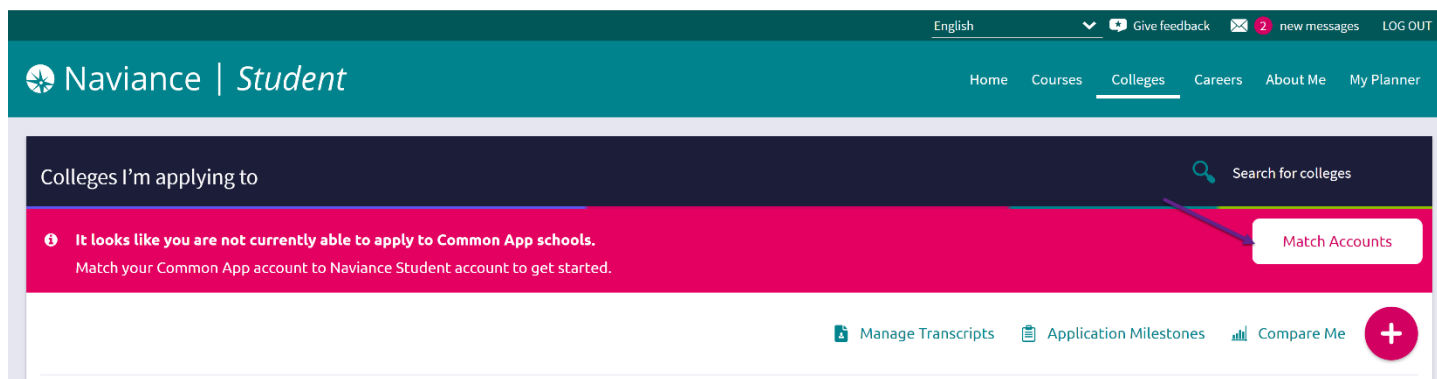 English Give feedback 2 new messages LOG OUT
Naviance | Student Home Courses Colleges Careers About Me My Planner
Colleges I'm applying to Search for colleges
It looks like you are not currently able to apply to Common App schools.
Match your Common App account to Naviance Student account to get started.
Match Accounts
Manage Transcripts Application Milestones Compare Me +